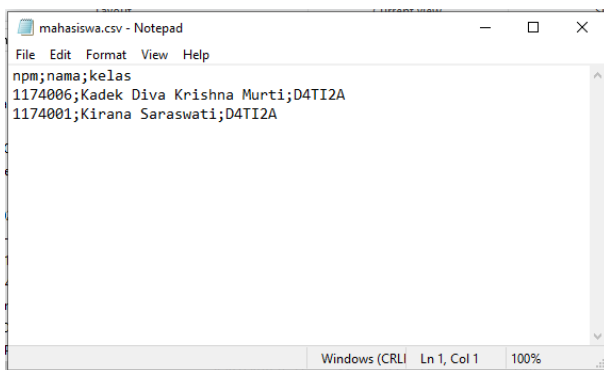 mahasiswa.csv - Notepad
File Edit Format View Help
npm;nama;kelas
1174006;Kadek Diva Krishna Murti;D4TI2A
1174001;Kirana Saraswati;D4TI2A
Windows (CRLI Ln 1, Col 1 100%